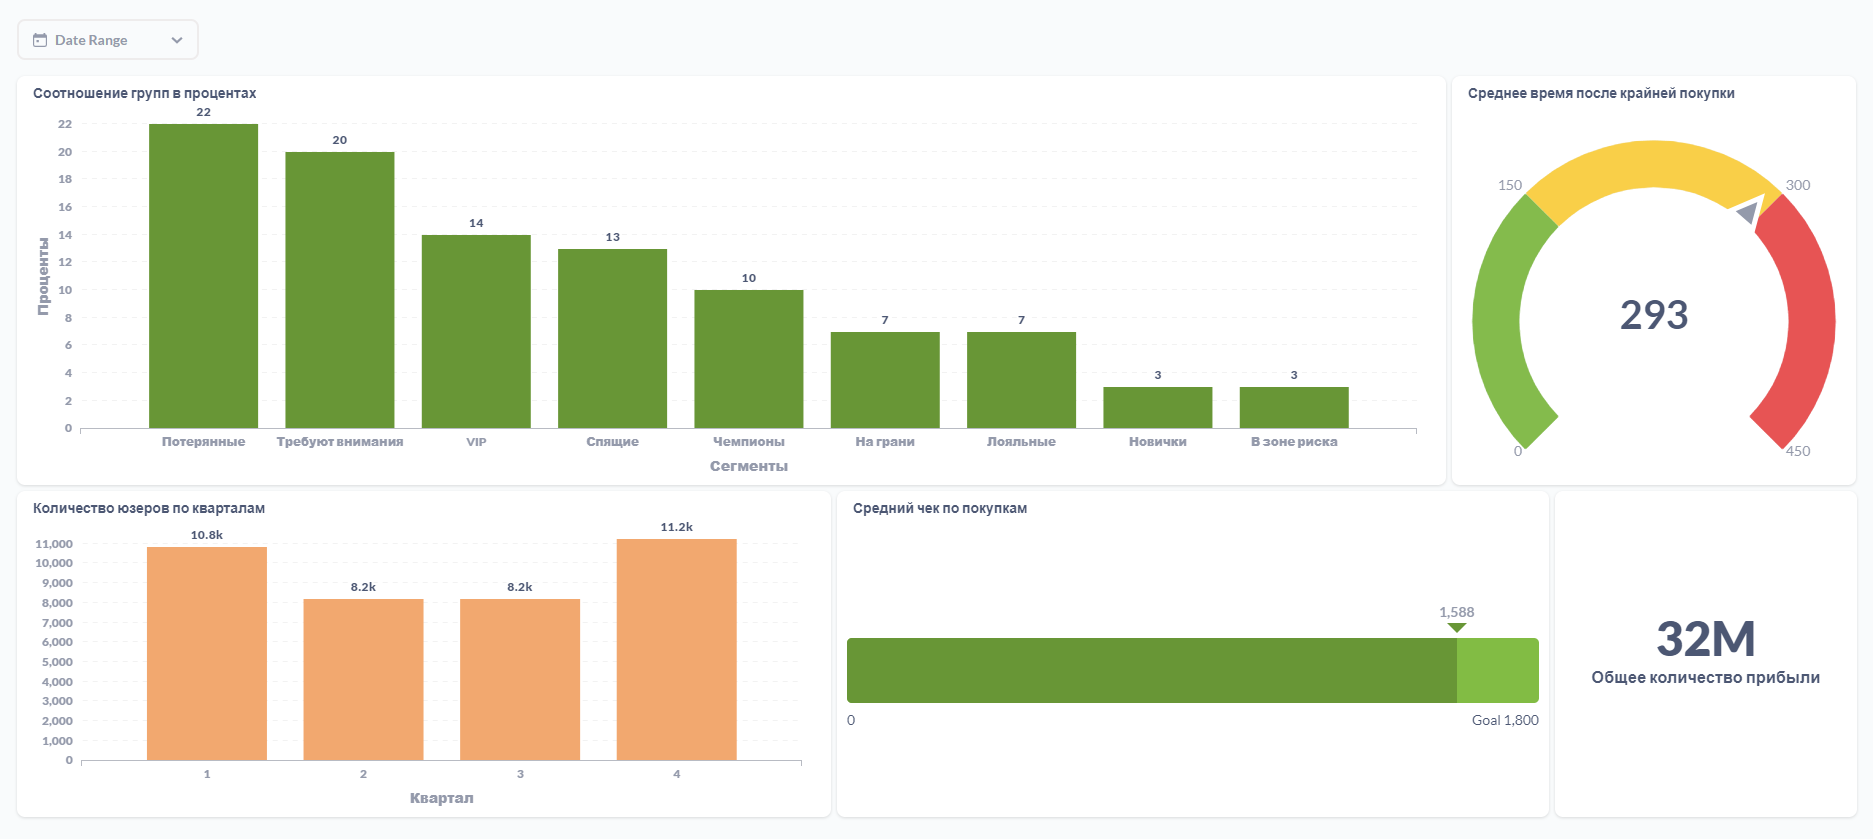 Date Range
Соотношение групп в процентах
22
20
18
16
14
12
10
8
6
4
2
0
Проценты
22
20
14
13
10
7
7
3
3
Потерянные
Требуют внимания
VIP
Спящие
Чемпионы
На грани
Лояльные
Новички
В зоне риска
Сегменты
Среднее время после крайней покупки
150
300
293
0
450
Количество юзеров по кварталам
11,000
10,000
9,000
8,000
7,000
6,000
5,000
4,000
3,000
2,000
1,000
0
10.8k
8.2k
8.2k
11.2k
1
2
3
4
Квартал
Средний чек по покупкам
1,588
0
Goal 1,800
32M
Общее количество прибыли